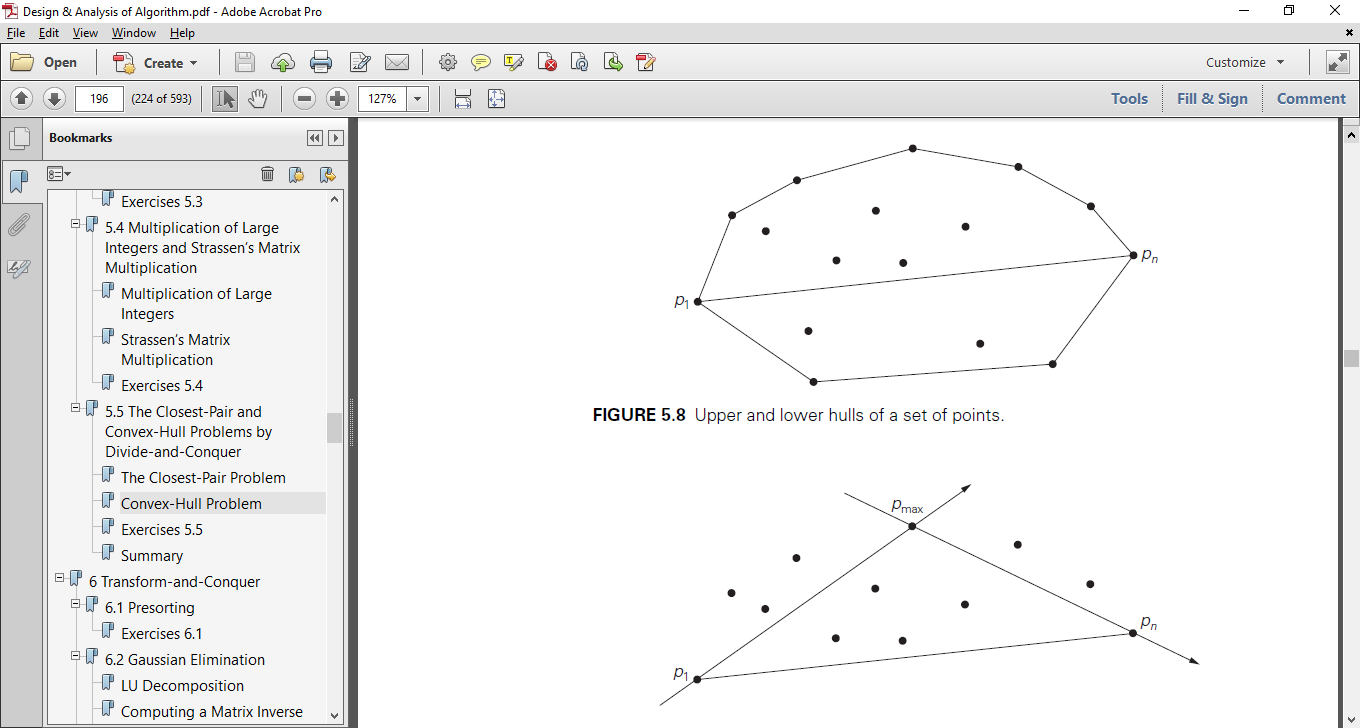 Design & Analysis of Algorithm.pdf - Adobe Acrobat Pro
File Edit View Window Help
Open Create Customize
196 (224 of 593) 127% Tools Fill & Sign Comment
Bookmarks
Exercises 5.3
5.4 Multiplication of Large
Integers and Strassen's Matrix
Multiplication
Multiplication of Large
Integers
Strassen's Matrix
Multiplication
Exercises 5.4
5.5 The Closest-Pair and
Convex-Hull Problems by
Divide-and-Conquer
The Closest-Pair Problem
Convex-Hull Problem
Exercises 5.5
Summary
6 Transform-and-Conquer
6.1 Presorting
Exercises 6.1
6.2 Gaussian Elimination
LU Decomposition
Computing a Matrix Inverse
pn
p1
FIGURE 5.8 Upper and lower hulls of a set of points.
pmax
pn
p1